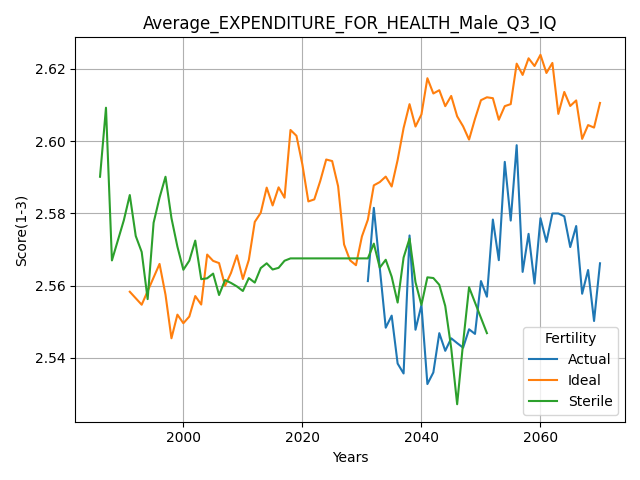 Average_EXPENDITURE_FOR_HEALTH_Male_Q3_IQ
Score(1-3)
2.62
2.60
2.58
2.56
2.54
2000
2020
2040
2060
Years
Fertility
Actual
Ideal
Sterile